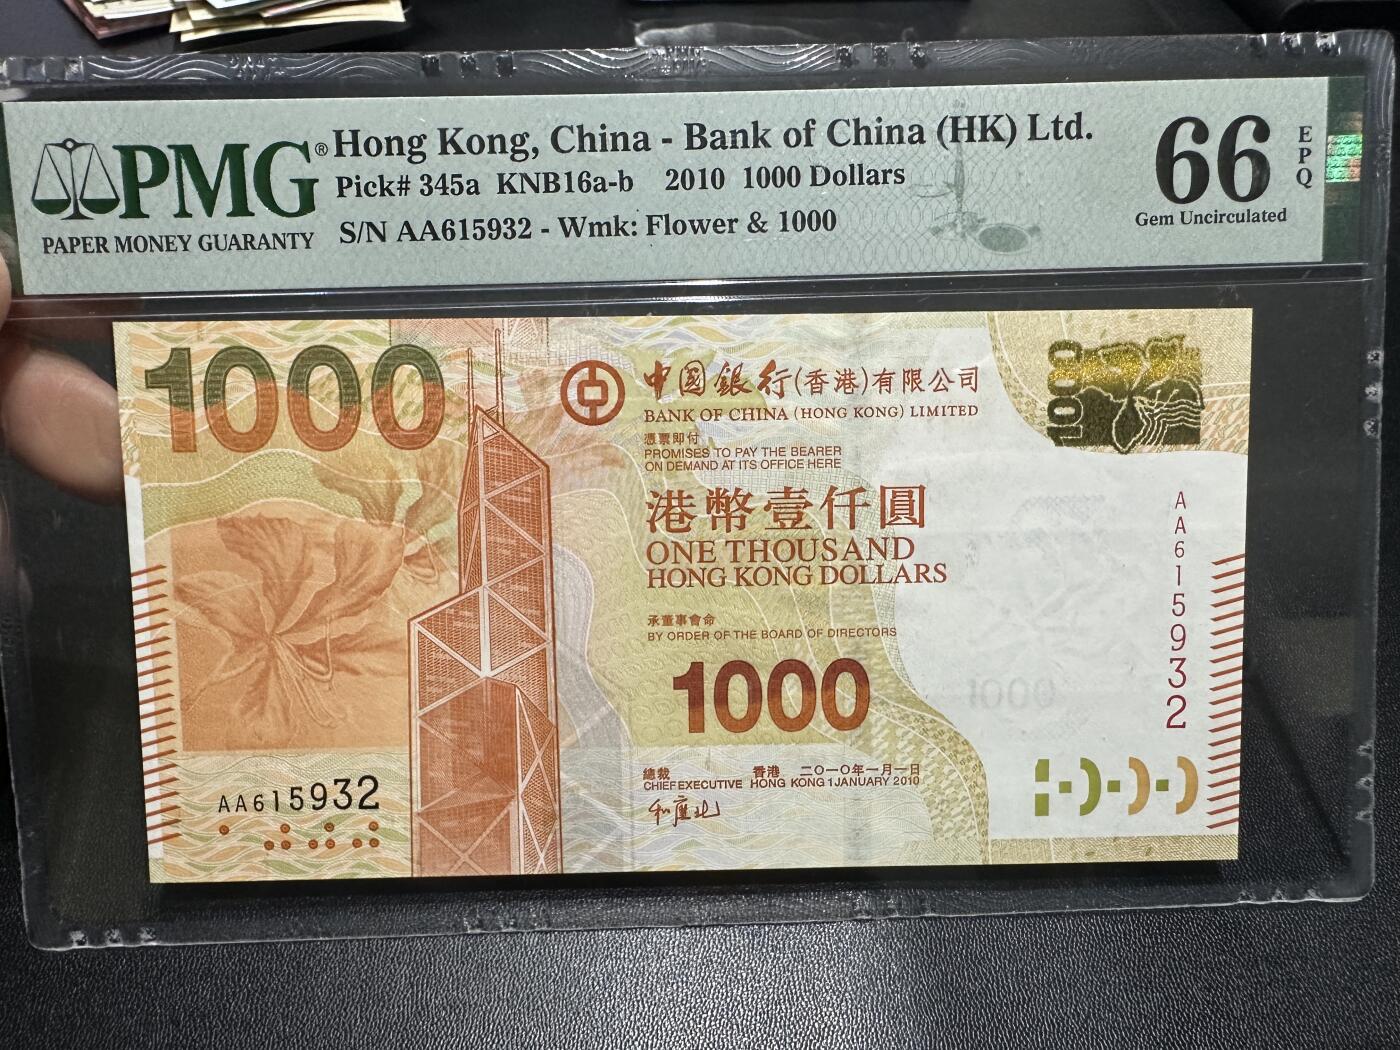 PMG® Hong Kong, China - Bank of China (HK) Ltd.
PAPER MONEY GUARANTY
Pick# 345a KNB16a-b 2010 1000 Dollars
S/N AA615932 - Wmk: Flower & 1000
66
EPQ
Gem Uncirculated
1000
中國銀行(香港)有限公司
BANK OF CHINA (HONG KONG) LIMITED
憑票即付
PROMISES TO PAY THE BEARER
ON DEMAND AT ITS OFFICE HERE
港幣壹仟圓
ONE THOUSAND
HONG KONG DOLLARS
承董事會命
BY ORDER OF THE BOARD OF DIRECTORS
1000
總裁 香港 二〇一〇年一月一日
CHIEF EXECUTIVE HONG KONG 1 JANUARY 2010
AA615932
1000
AA615932
1000